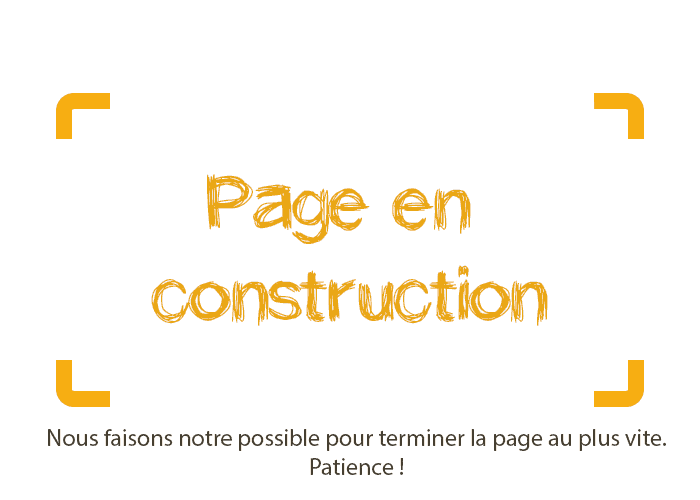 Page en
construction
Nous faisons notre possible pour terminer la page au plus vite.
Patience !